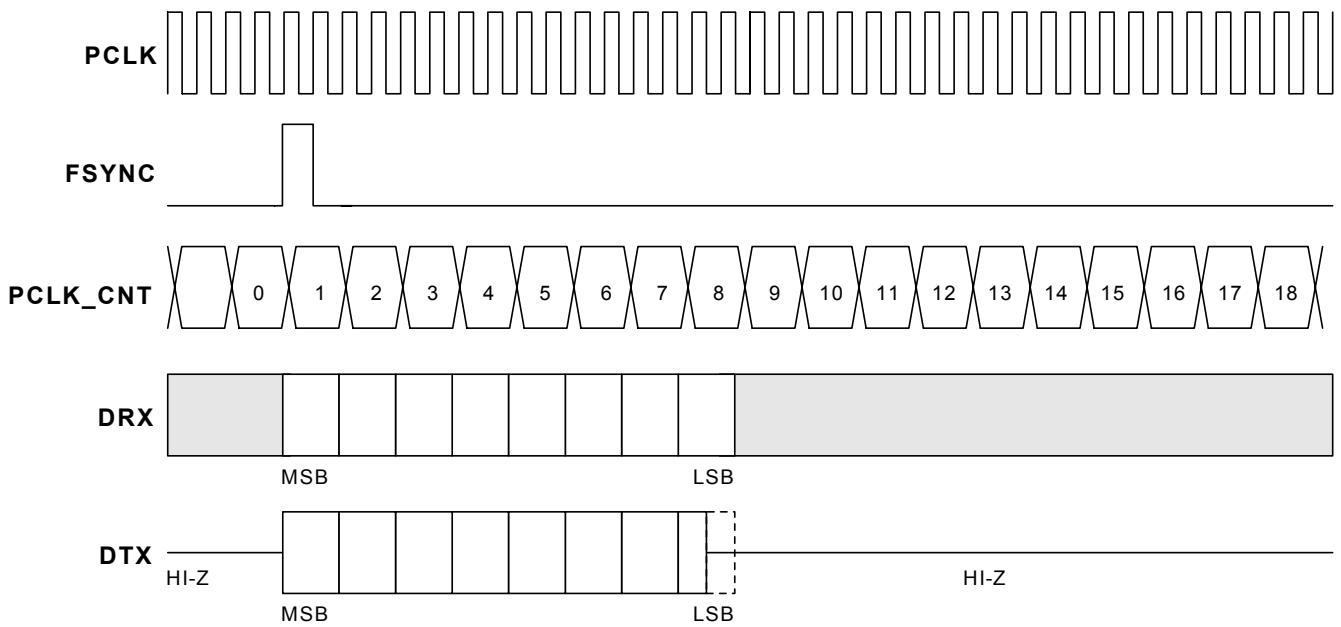 PCLK
FSYNC
PCLK_CNT 0 1 2 3 4 5 6 7 8 9 10 11 12 13 14 15 16 17 18
DRX
MSB LSB
DTX
HI-Z HI-Z
MSB LSB